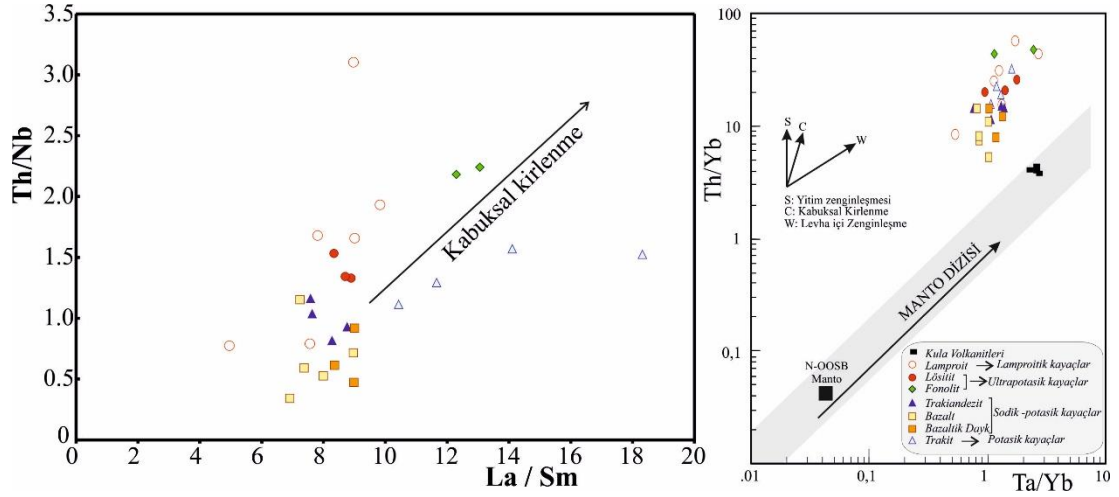 3.5
3.0
2.5
2.0
1.5
1.0
0.5
0
Th/Nb
2
4
6
8
10
12
14
16
18
20
La / Sm
Kabuksal kirlenme
100
10
1
0,1
Th/Yb
.01
0,1
1
10
Ta/Yb
S
C
W
S: Yitim zenginleşmesi
C: Kabuksal Kirlenme
W: Levha içi Zenginleşme
MANTO DİZİSİ
N-OOSB
Manto
Kula Volkanitleri
Lamproit Lamproitik kayaçlar
Lösitit
Ultrapotasik kayaçlar
Fonolit
Trakiandezit
Bazalt Sodik -potasik kayaçlar
Bazaltik Dayk
Trakit Potasik kayaçlar